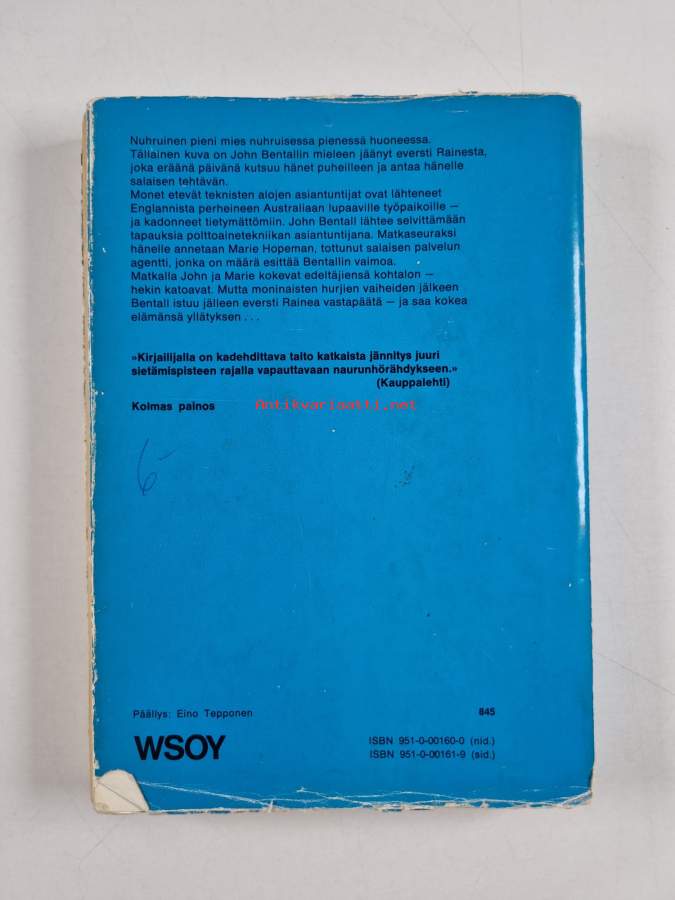 Nuhruinen pieni mies nuhruisessa pienessä huoneessa.
Tällainen kuva on John Bentallin mieleen jäänyt eversti Rainesta,
joka eräänä päivänä kutsuu hänet puheilleen ja antaa hänelle
salaisen tehtävän.
Monet etevät teknisten alojen asiantuntijat ovat lähteneet
Englannista perheineen Australiaan lupaaville työpaikoille —
ja kadonneet tietymättömiin. John Bentall lähtee selvittämään
tapauksia polttoainetekniikan asiantuntijana. Matkaseuraksi
hänelle annetaan Marie Hopeman, tottunut salaisen palvelun
agentti, jonka on määrä esittää Bentallin vaimoa.
Matkalla John ja Marie kokevat edeltäjiensä kohtalon —
hekin katoavat. Mutta moninaisten hurjien vaiheiden jälkeen
Bentall istuu jälleen eversti Rainea vastapäätä — ja saa kokea
elämänsä yllätyksen . . .
»Kirjailijalla on kadehdittava taito katkaista jännitys juuri
sietämispisteen rajalla vapauttavaan naurunhörähdykseen.»
(Kauppalehti)
Kolmas painos
Antikvariaatti.net
6-
Päällys: Eino Tepponen
845
WSOY
ISBN 951-0-00160-0 (nid.)
ISBN 951-0-00161-9 (sid.)